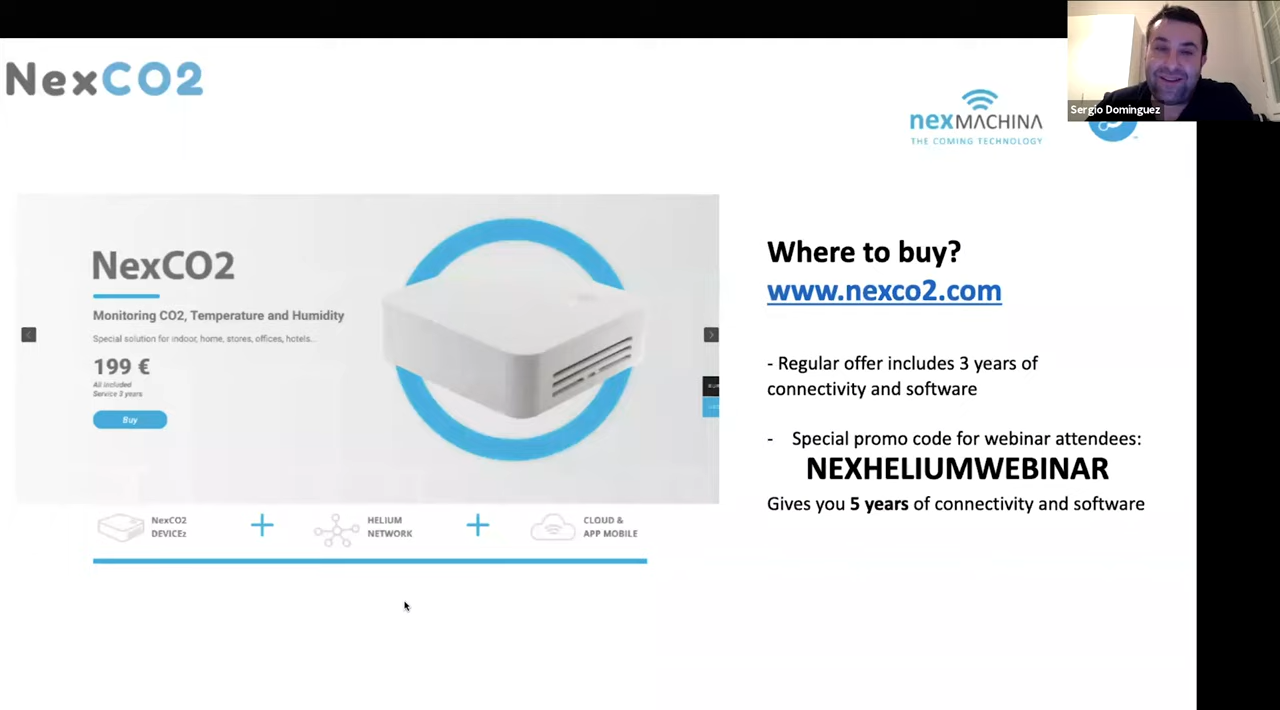 NexCO2
nexMACHINA
THE COMING TECHNOLOGY
Sergio Dominguez
NexCO2
Monitoring CO2, Temperature and Humidity
Special solution for indoor, home, stores, offices, hotels...
199 €
All included
Service 3 years
Buy
NexCO2
DEVICEz
HELIUM
NETWORK
CLOUD &
APP MOBILE
Where to buy?
www.nexco2.com
- Regular offer includes 3 years of
connectivity and software
- Special promo code for webinar attendees:
NEXHELIUMWEBINAR
Gives you 5 years of connectivity and software